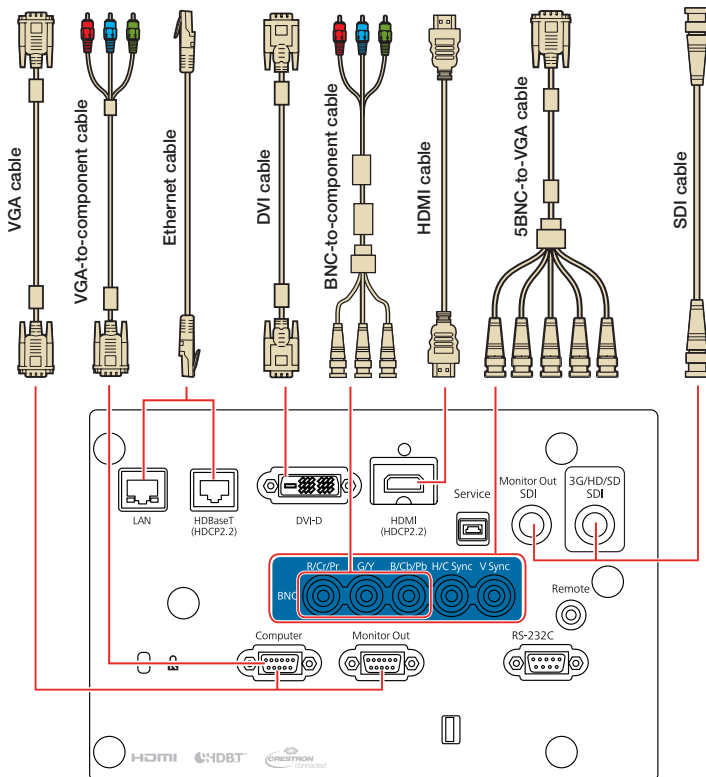 VGA cable
VGA-to-component cable
Ethernet cable
DVI cable
BNC-to-component cable
HDMI cable
5BNC-to-VGA cable
SDI cable
LAN
HDBaseT
(HDCP2.2)
DVI-D
HDMI
(HDCP2.2)
Service
Monitor Out
SDI
3G/HD/SD
SDI
R/Cr/Pr G/Y B/Cb/Pb H/C Sync V Sync
BNC
Remote
Computer
Monitor Out
RS-232C
HDMI
HDBT
CRESTRON
connected